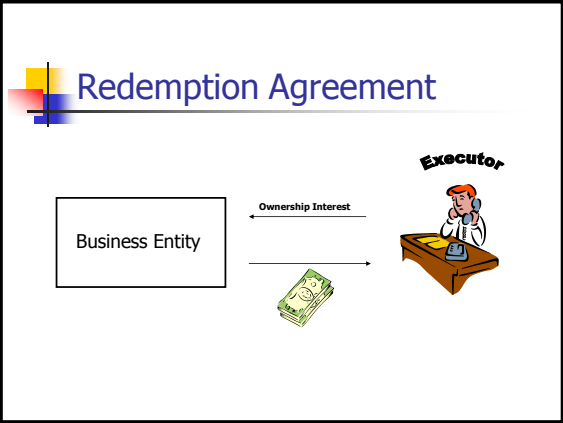 Redemption Agreement
Executor
Ownership Interest
Business Entity